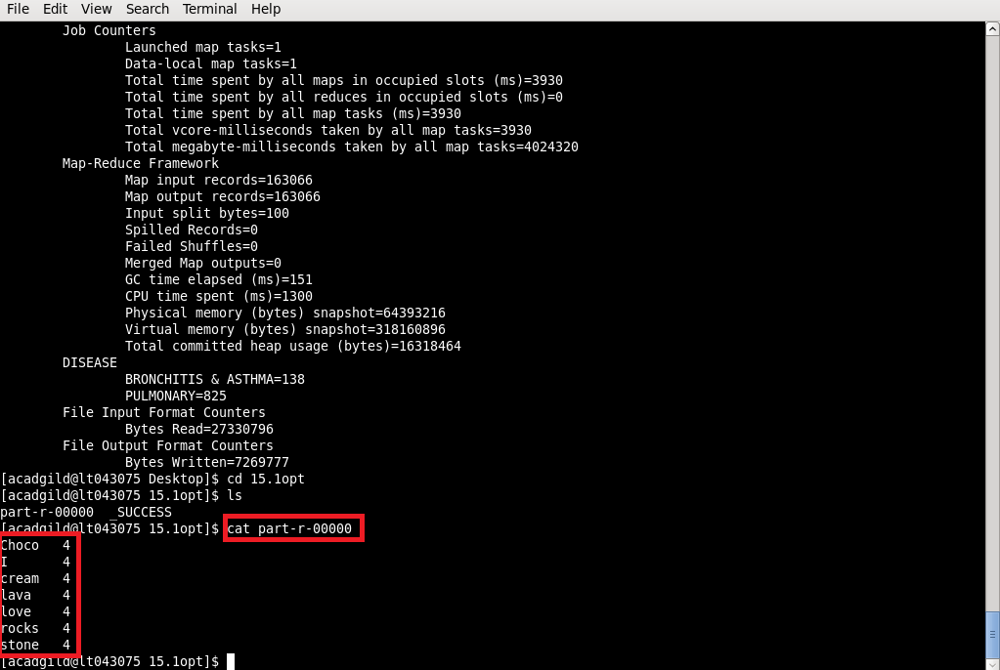 File Edit View Search Terminal Help
Job Counters
Launched map tasks=1
Data-local map tasks=1
Total time spent by all maps in occupied slots (ms)=3930
Total time spent by all reduces in occupied slots (ms)=0
Total time spent by all map tasks (ms)=3930
Total vcore-milliseconds taken by all map tasks=3930
Total megabyte-milliseconds taken by all map tasks=4024320
Map-Reduce Framework
Map input records=163066
Map output records=163066
Input split bytes=100
Spilled Records=0
Failed Shuffles=0
Merged Map outputs=0
GC time elapsed (ms)=151
CPU time spent (ms)=1300
Physical memory (bytes) snapshot=64393216
Virtual memory (bytes) snapshot=318160896
Total committed heap usage (bytes)=16318464
DISEASE
BRONCHITIS & ASTHMA=138
PULMONARY=825
File Input Format Counters
Bytes Read=27330796
File Output Format Counters
Bytes Written=7269777
[acadgild@lt043075 Desktop]$ cd 15.1opt
[acadgild@lt043075 15.1opt]$ ls
part-r-00000  _SUCCESS
[acadgild@lt043075 15.1opt]$ cat part-r-00000
Choco 4
I 4
cream 4
lava 4
love 4
rocks 4
stone 4
[acadgild@lt043075 15.1opt]$